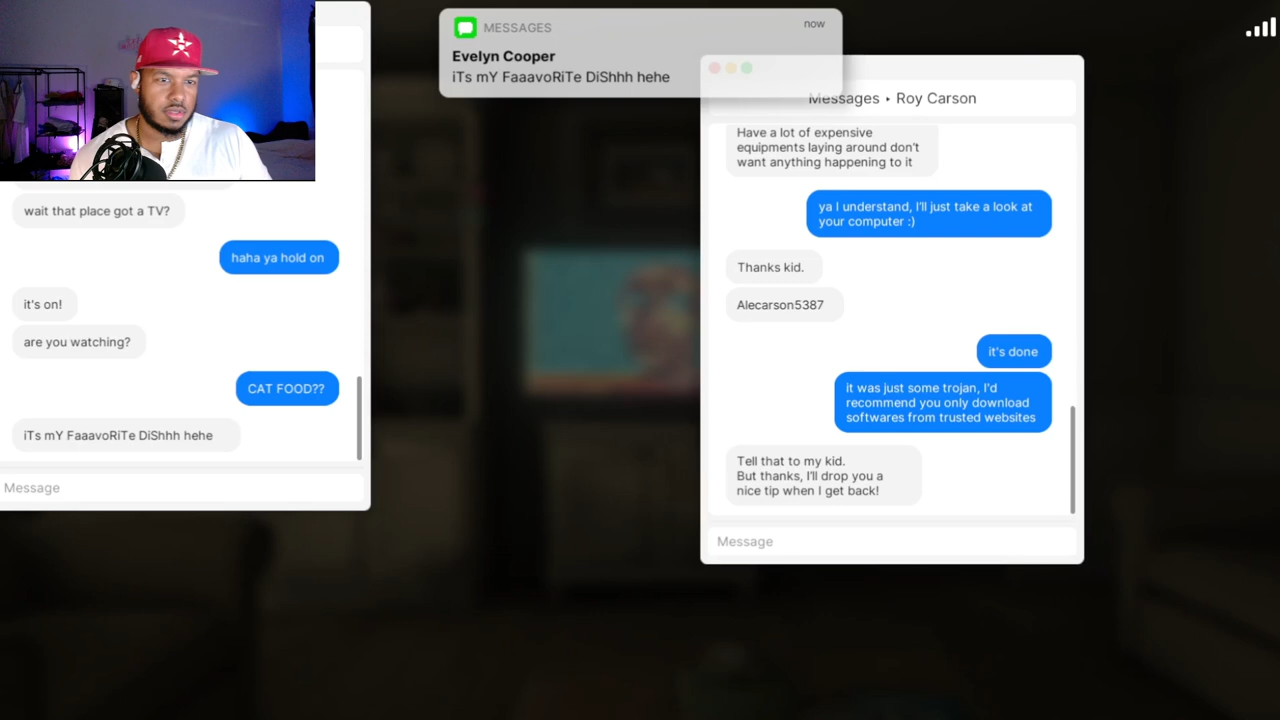 MESSAGES
now
Evelyn Cooper
iTs mY FaaavoRiTe DiShhh hehe
wait that place got a TV?
haha ya hold on
it's on!
are you watching?
CAT FOOD??
iTs mY FaaavoRiTe DiShhh hehe
Message
Messages ‣ Roy Carson
Have a lot of expensive
equipments laying around don't
want anything happening to it
ya I understand, I'll just take a look at
your computer :)
Thanks kid.
Alecarson5387
it's done
it was just some trojan, I'd
recommend you only download
softwares from trusted websites
Tell that to my kid.
But thanks, I'll drop you a
nice tip when I get back!
Message